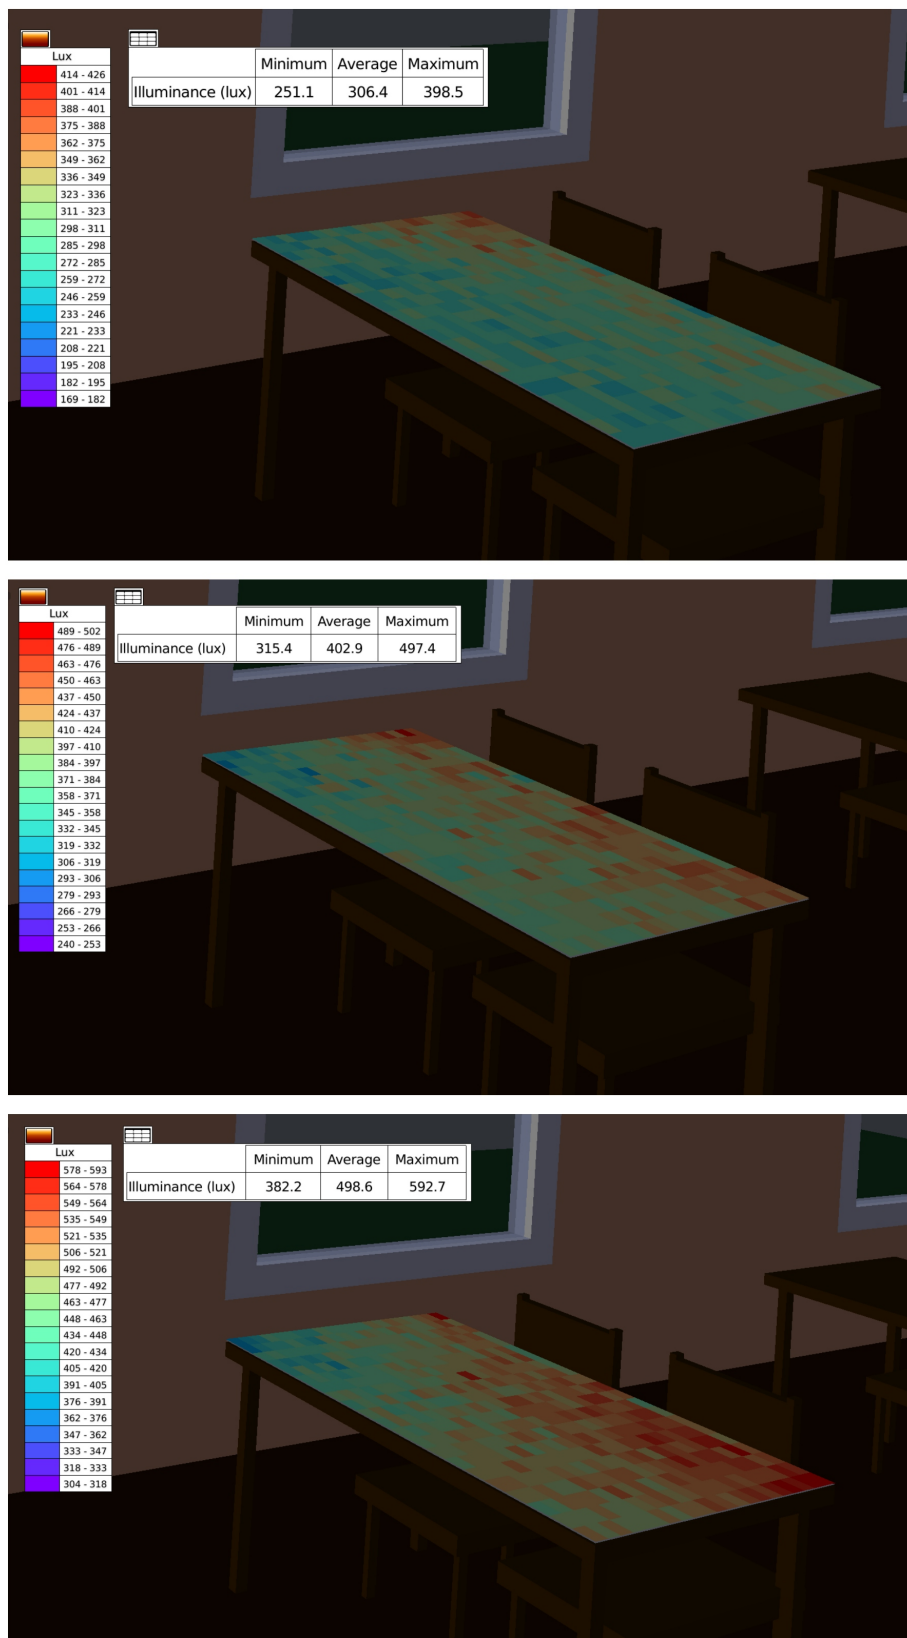 Lux
414 - 426
401 - 414
388 - 401
375 - 388
362 - 375
349 - 362
336 - 349
323 - 336
311 - 323
298 - 311
285 - 298
272 - 285
259 - 272
246 - 259
233 - 246
221 - 233
208 - 221
195 - 208
182 - 195
169 - 182
Minimum Average Maximum
Illuminance (lux) 251.1 306.4 398.5
Lux
489 - 502
476 - 489
463 - 476
450 - 463
437 - 450
424 - 437
410 - 424
397 - 410
384 - 397
371 - 384
358 - 371
345 - 358
332 - 345
319 - 332
306 - 319
293 - 306
279 - 293
266 - 279
253 - 266
240 - 253
Minimum Average Maximum
Illuminance (lux) 315.4 402.9 497.4
Lux
578 - 593
564 - 578
549 - 564
535 - 549
521 - 535
506 - 521
492 - 506
477 - 492
463 - 477
448 - 463
434 - 448
420 - 434
405 - 420
391 - 405
376 - 391
362 - 376
347 - 362
333 - 347
318 - 333
304 - 318
Minimum Average Maximum
Illuminance (lux) 382.2 498.6 592.7